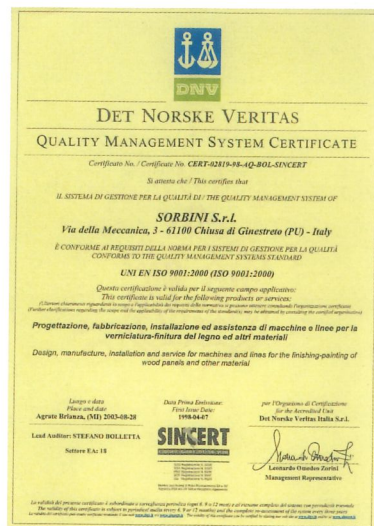 DNV
DET NORSKE VERITAS
QUALITY MANAGEMENT SYSTEM CERTIFICATE
Certificato No. / Certificate No. CERT-02819-98-AQ-BOL-SINCERT
Si attesta che / This certifies that
IL SISTEMA DI GESTIONE PER LA QUALITÀ DI / THE QUALITY MANAGEMENT SYSTEM OF
SORBINI S.r.l.
Via della Meccanica, 3 - 61100 Chiusa di Ginestreto (PU) - Italy
È CONFORME AI REQUISITI DELLA NORMA PER I SISTEMI DI GESTIONE PER LA QUALITÀ
CONFORMS TO THE QUALITY MANAGEMENT SYSTEMS STANDARD
UNI EN ISO 9001:2000 (ISO 9001:2000)
Questa certificazione è valida per il seguente campo applicativo:
This certificate is valid for the following products or services:
Progettazione, fabbricazione, installazione ed assistenza di macchine e linee per la
verniciatura-finitura del legno ed altri materiali
Design, manufacture, installation and service for machines and lines for the finishing-painting of
wood panels and other material
Luogo e data
Place and date
Agrate Brianza, (MI) 2003-08-28
Data Prima Emissione:
First Issue Date:
1998-04-07
per l'Organismo di Certificazione
for the Accredited Unit
Det Norske Veritas Italia S.r.l.
Lead Auditor: STEFANO BOLLETTA
Settore EA: 18
SINCERT
Leonardo Omodeo Zorini
Management Representative